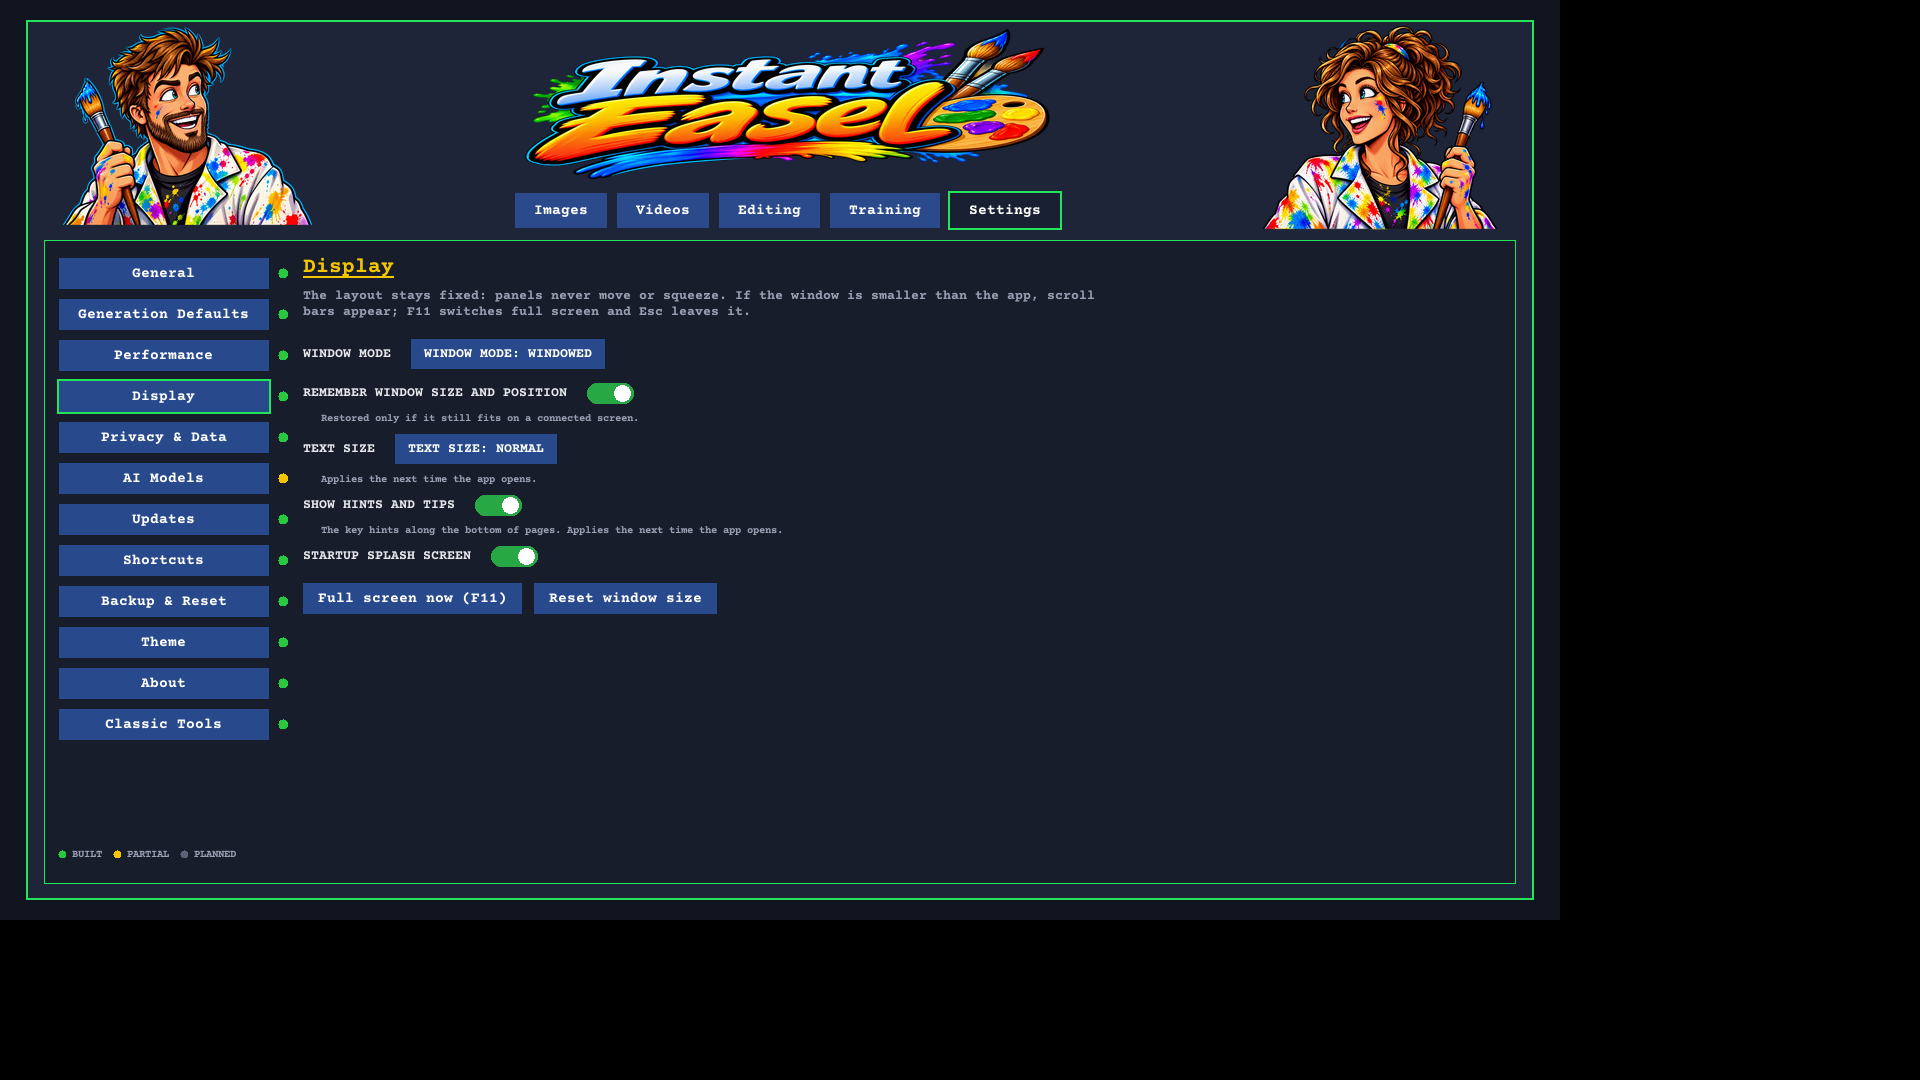 Instant
Easel
Images
Videos
Editing
Training
Settings
General
Generation Defaults
Performance
Display
Privacy & Data
AI Models
Updates
Shortcuts
Backup & Reset
Theme
About
Classic Tools
BUILT
PARTIAL
PLANNED
Display
The layout stays fixed: panels never move or squeeze. If the window is smaller than the app, scroll
bars appear; F11 switches full screen and Esc leaves it.
WINDOW MODE
WINDOW MODE: WINDOWED
REMEMBER WINDOW SIZE AND POSITION
Restored only if it still fits on a connected screen.
TEXT SIZE
TEXT SIZE: NORMAL
Applies the next time the app opens.
SHOW HINTS AND TIPS
The key hints along the bottom of pages. Applies the next time the app opens.
STARTUP SPLASH SCREEN
Full screen now (F11)
Reset window size